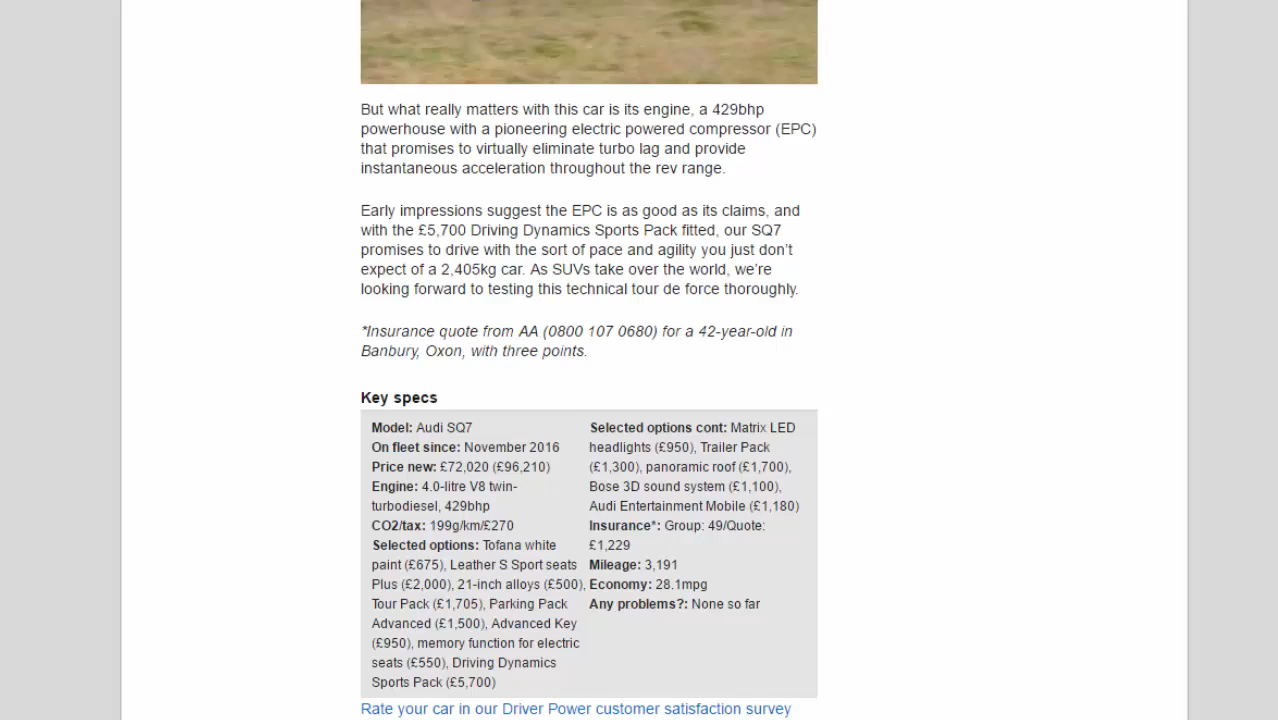 But what really matters with this car is its engine, a 429bhp
powerhouse with a pioneering electric powered compressor (EPC)
that promises to virtually eliminate turbo lag and provide
instantaneous acceleration throughout the rev range.
Early impressions suggest the EPC is as good as its claims, and
with the £5,700 Driving Dynamics Sports Pack fitted, our SQ7
promises to drive with the sort of pace and agility you just don’t
expect of a 2,405kg car. As SUVs take over the world, we’re
looking forward to testing this technical tour de force thoroughly.
*Insurance quote from AA (0800 107 0680) for a 42-year-old in
Banbury, Oxon, with three points.
Key specs
Model: Audi SQ7
On fleet since: November 2016
Price new: £72,020 (£96,210)
Engine: 4.0-litre V8 twin-
turbodiesel, 429bhp
CO2/tax: 199g/km/£270
Selected options: Tofana white
paint (£675), Leather S Sport seats
Plus (£2,000), 21-inch alloys (£500),
Tour Pack (£1,705), Parking Pack
Advanced (£1,500), Advanced Key
(£950), memory function for electric
seats (£550), Driving Dynamics
Sports Pack (£5,700)
Selected options cont: Matrix LED
headlights (£950), Trailer Pack
(£1,300), panoramic roof (£1,700),
Bose 3D sound system (£1,100),
Audi Entertainment Mobile (£1,180)
Insurance*: Group: 49/Quote:
£1,229
Mileage: 3,191
Economy: 28.1mpg
Any problems?: None so far
Rate your car in our Driver Power customer satisfaction survey